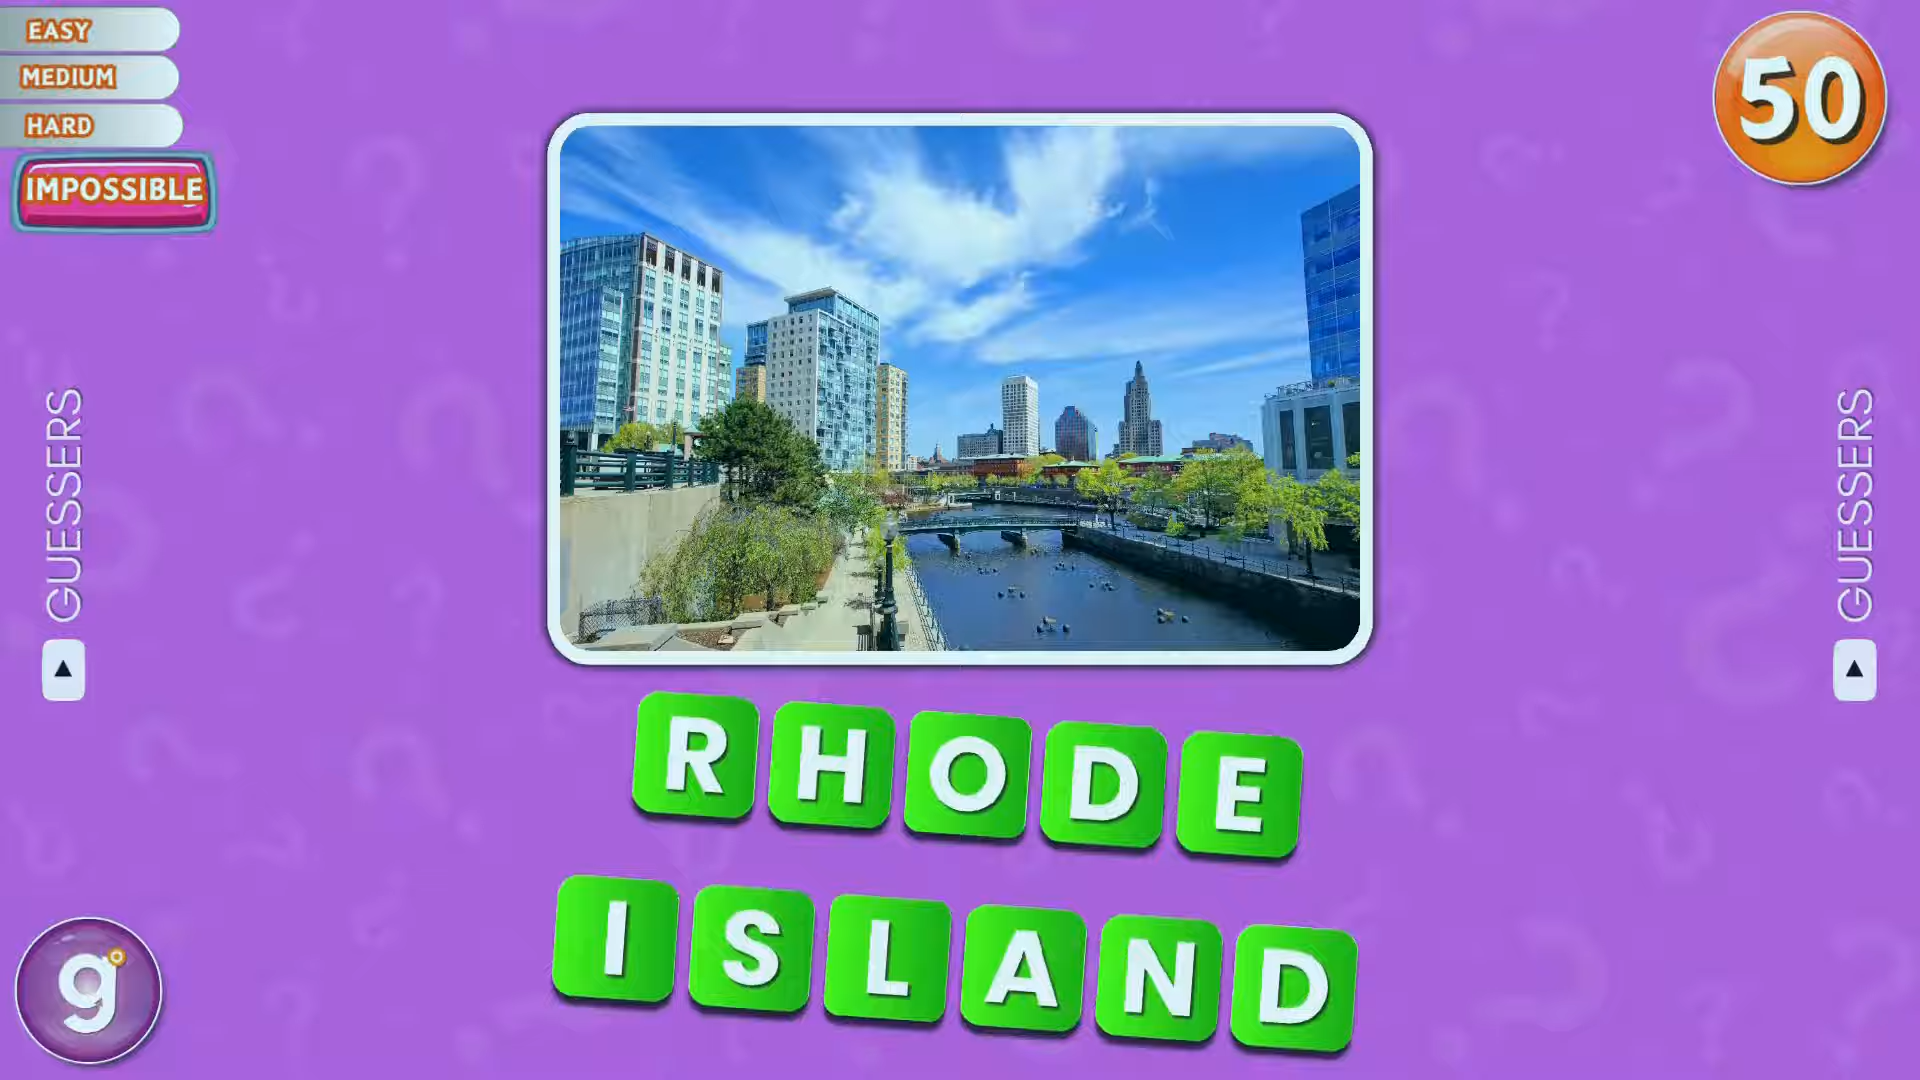 EASY
MEDIUM
HARD
IMPOSSIBLE
50
GUESSERS
GUESSERS
RHODE
ISLAND
g